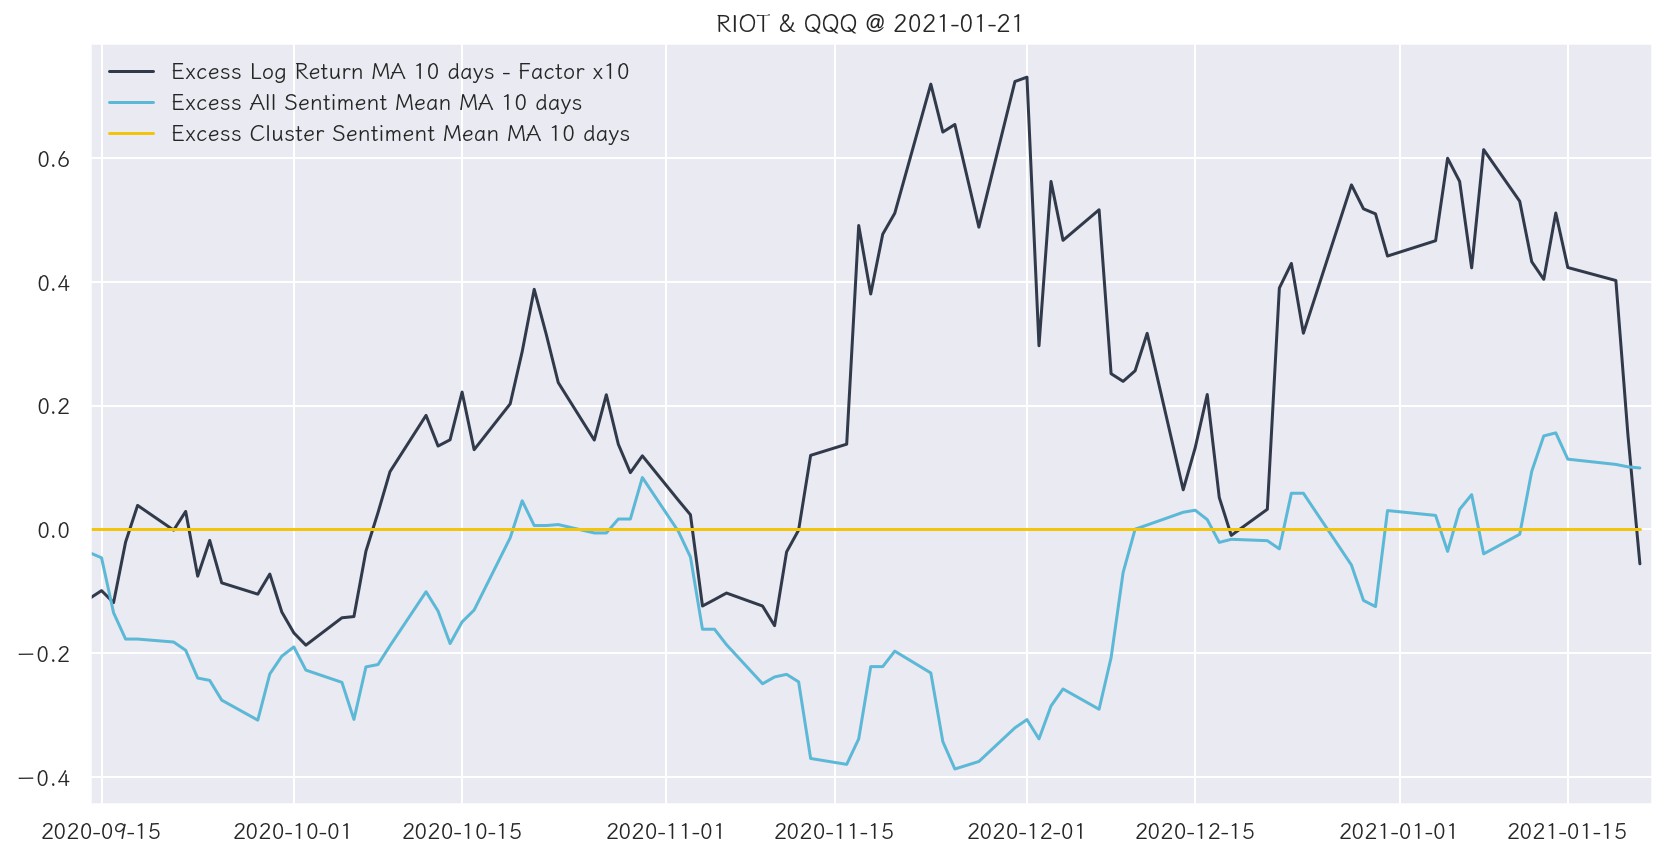 RIOT & QQQ @ 2021-01-21
Excess Log Return MA 10 days - Factor x10
Excess All Sentiment Mean MA 10 days
Excess Cluster Sentiment Mean MA 10 days
0.6
0.4
0.2
0.0
−0.2
−0.4
2020-09-15 2020-10-01 2020-10-15 2020-11-01 2020-11-15 2020-12-01 2020-12-15 2021-01-01 2021-01-15